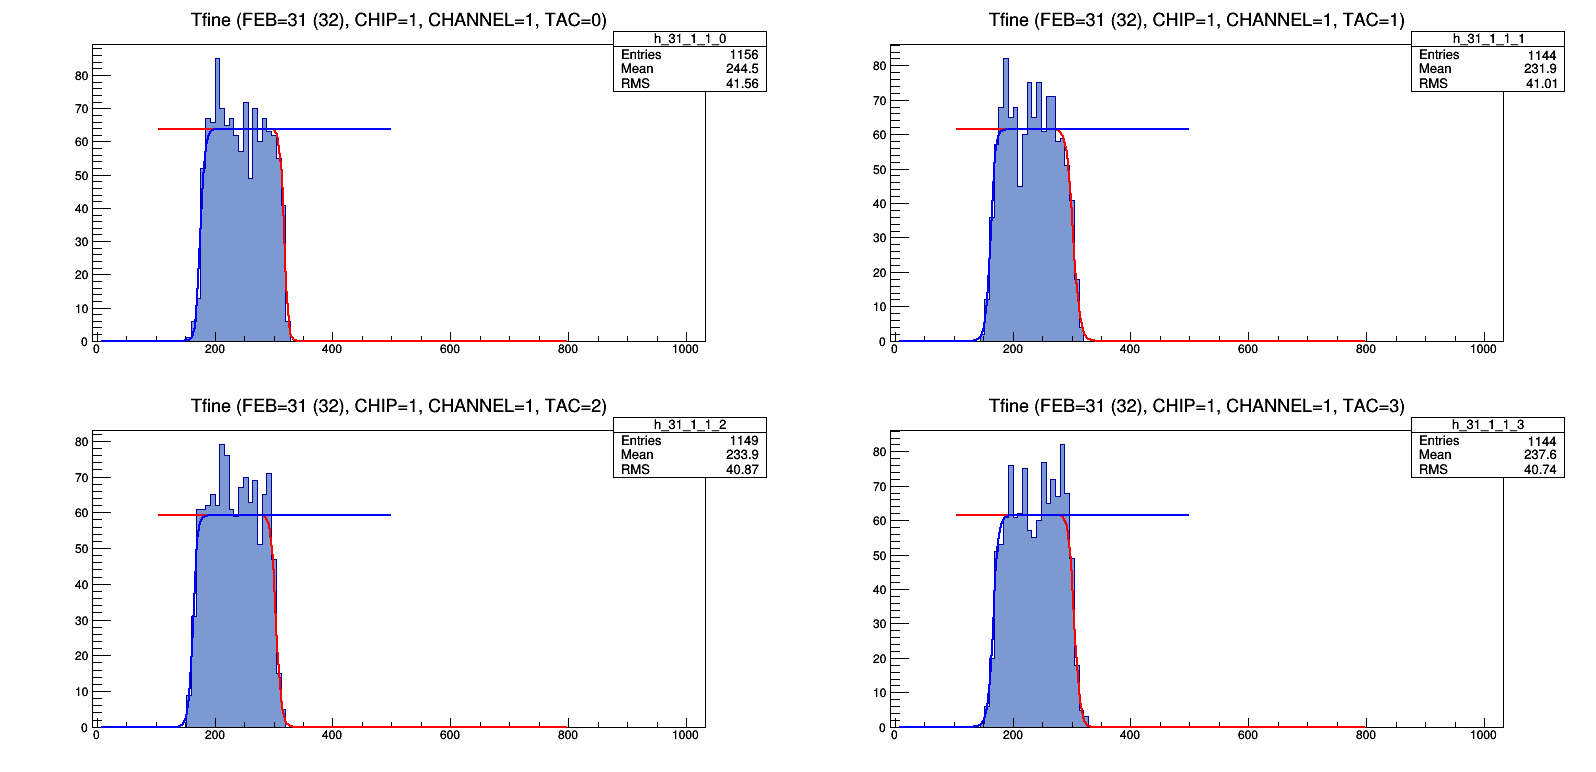 Tfine (FEB=31 (32), CHIP=1, CHANNEL=1, TAC=0)
h_31_1_1_0
Entries 1156
Mean 244.5
RMS 41.56
80
70
60
50
40
30
20
10
0
0 200 400 600 800 1000
Tfine (FEB=31 (32), CHIP=1, CHANNEL=1, TAC=1)
h_31_1_1_1
Entries 1144
Mean 231.9
RMS 41.01
80
70
60
50
40
30
20
10
0
0 200 400 600 800 1000
Tfine (FEB=31 (32), CHIP=1, CHANNEL=1, TAC=2)
h_31_1_1_2
Entries 1149
Mean 233.9
RMS 40.87
80
70
60
50
40
30
20
10
0
0 200 400 600 800 1000
Tfine (FEB=31 (32), CHIP=1, CHANNEL=1, TAC=3)
h_31_1_1_3
Entries 1144
Mean 237.6
RMS 40.74
80
70
60
50
40
30
20
10
0
0 200 400 600 800 1000